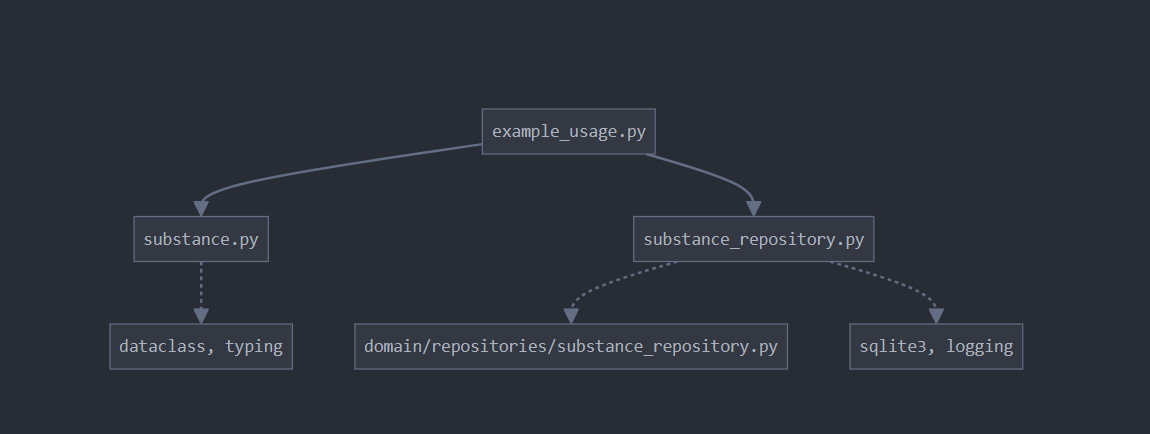 example_usage.py
substance.py
substance_repository.py
dataclass, typing
domain/repositories/substance_repository.py
sqlite3, logging